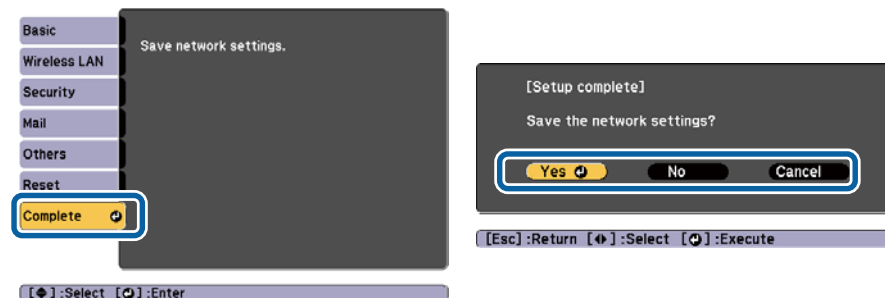 Basic
Wireless LAN
Security
Mail
Others
Reset
Complete
Save network settings.
[◆]:Select [⏎]:Enter
[Setup complete]
Save the network settings?
Yes No Cancel
[Esc]:Return [◆]:Select [⏎]:Execute